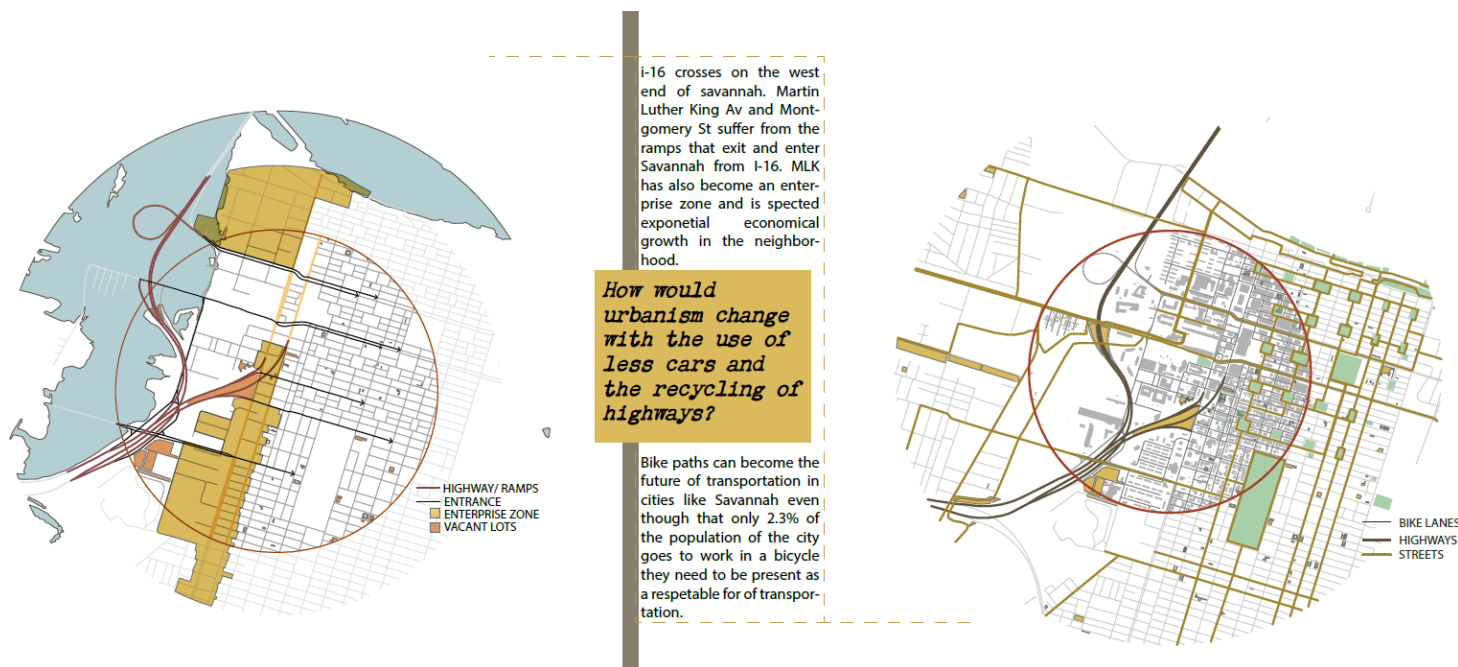 i-16 crosses on the west
end of savannah. Martin
Luther King Av and Mont-
gomery St suffer from the
ramps that exit and enter
Savannah from I-16. MLK
has also become an enter-
prise zone and is spected
exponetial economical
growth in the neighbor-
hood.
How would
urbanism change
with the use of
less cars and
the recycling of
highways?
Bike paths can become the
future of transportation in
cities like Savannah even
though that only 2.3% of
the population of the city
goes to work in a bicycle
they need to be present as
a respetable for of transpor-
tation.
HIGHWAY/ RAMPS
ENTRANCE
ENTERPRISE ZONE
VACANT LOTS
BIKE LANES
HIGHWAYS
STREETS